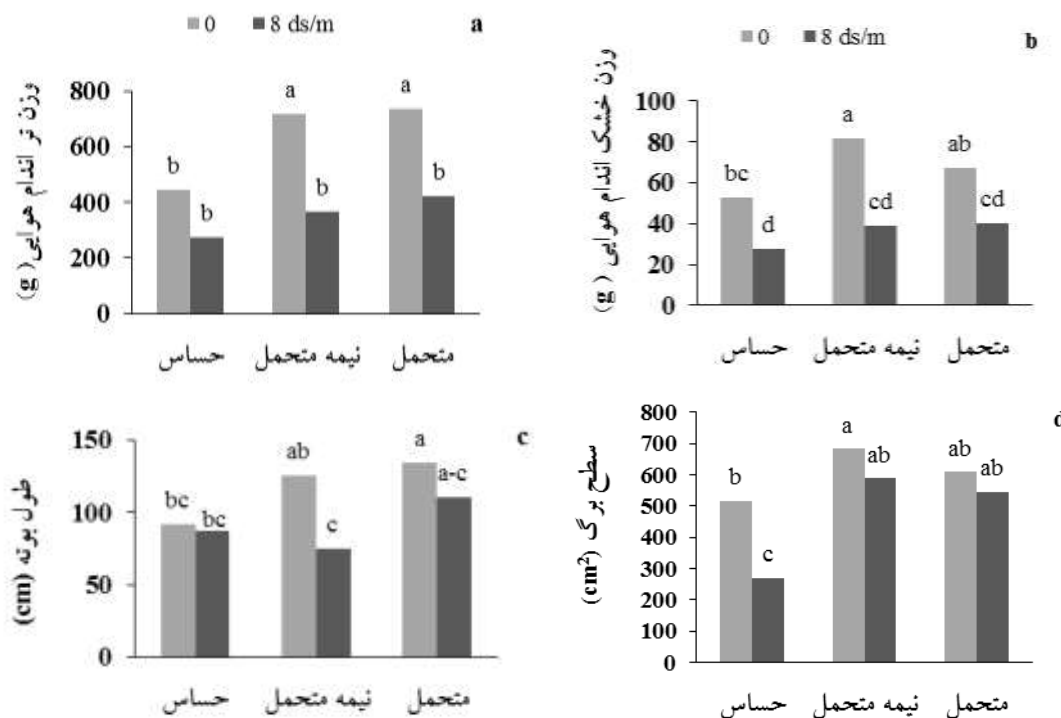 0 8 ds/m a
وزن تر اندام هوایی (g)
800
600
400
200
0
b b a b a b
حساس نیمه متحمل متحمل
0 8 ds/m b
وزن خشک اندام هوایی (g)
100
80
60
40
20
0
bc d a cd ab cd
حساس نیمه متحمل متحمل
c
طول بوته (cm)
150
100
50
0
bc bc ab c a a-c
حساس نیمه متحمل متحمل
d
سطح برگ (cm²)
800
700
600
500
400
300
200
100
0
b c a ab ab ab
حساس نیمه متحمل متحمل